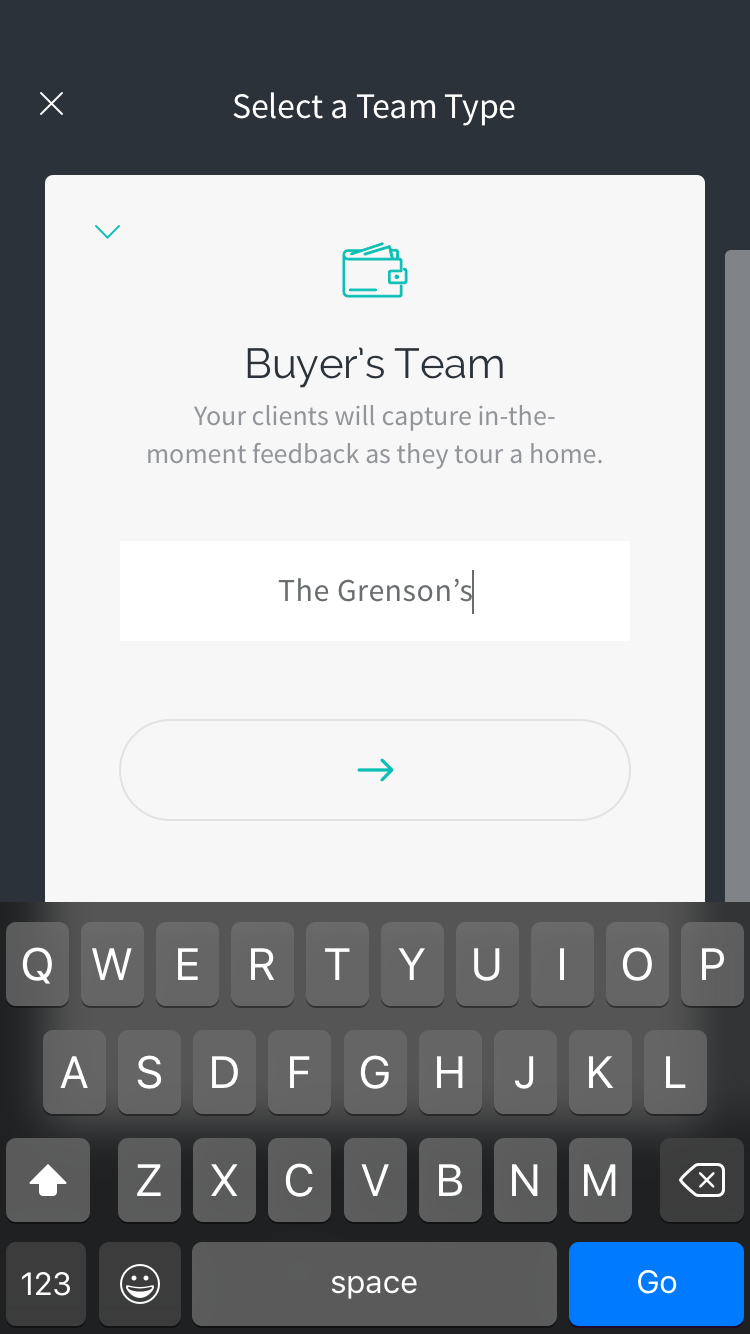 Select a Team Type
Buyer's Team
Your clients will capture in-the-
moment feedback as they tour a home.
The Grenson’s
Q W E R T Y U I O P
A S D F G H J K L
Z X C V B N M
123 space Go